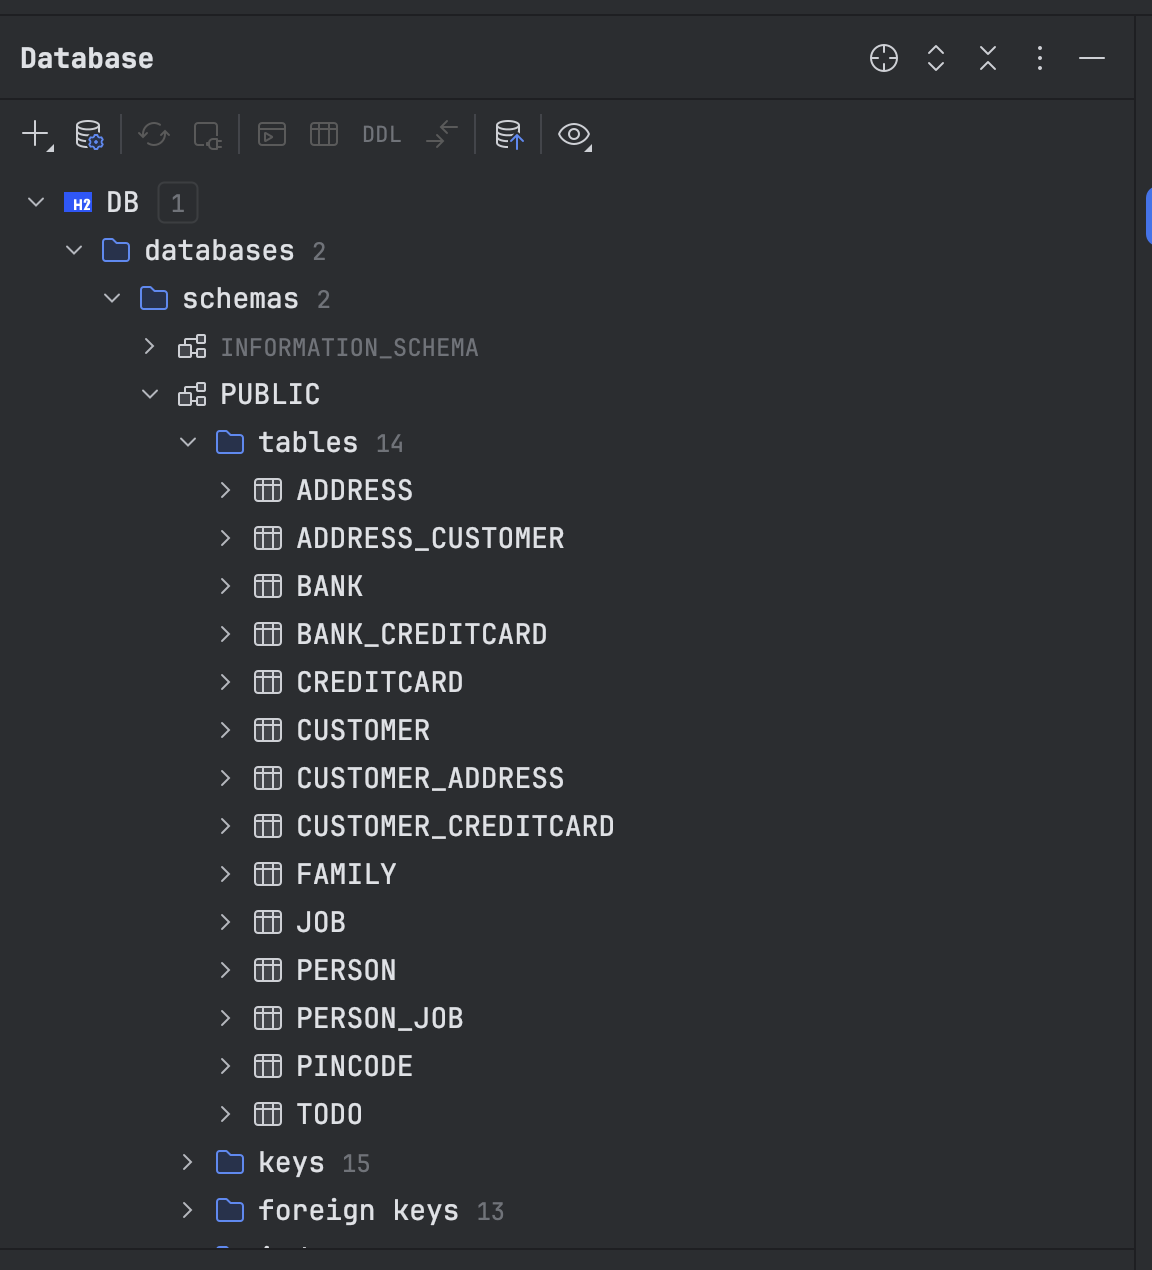 Database
DDL
H2 DB 1
databases 2
schemas 2
INFORMATION_SCHEMA
PUBLIC
tables 14
ADDRESS
ADDRESS_CUSTOMER
BANK
BANK_CREDITCARD
CREDITCARD
CUSTOMER
CUSTOMER_ADDRESS
CUSTOMER_CREDITCARD
FAMILY
JOB
PERSON
PERSON_JOB
PINCODE
TODO
keys 15
foreign keys 13